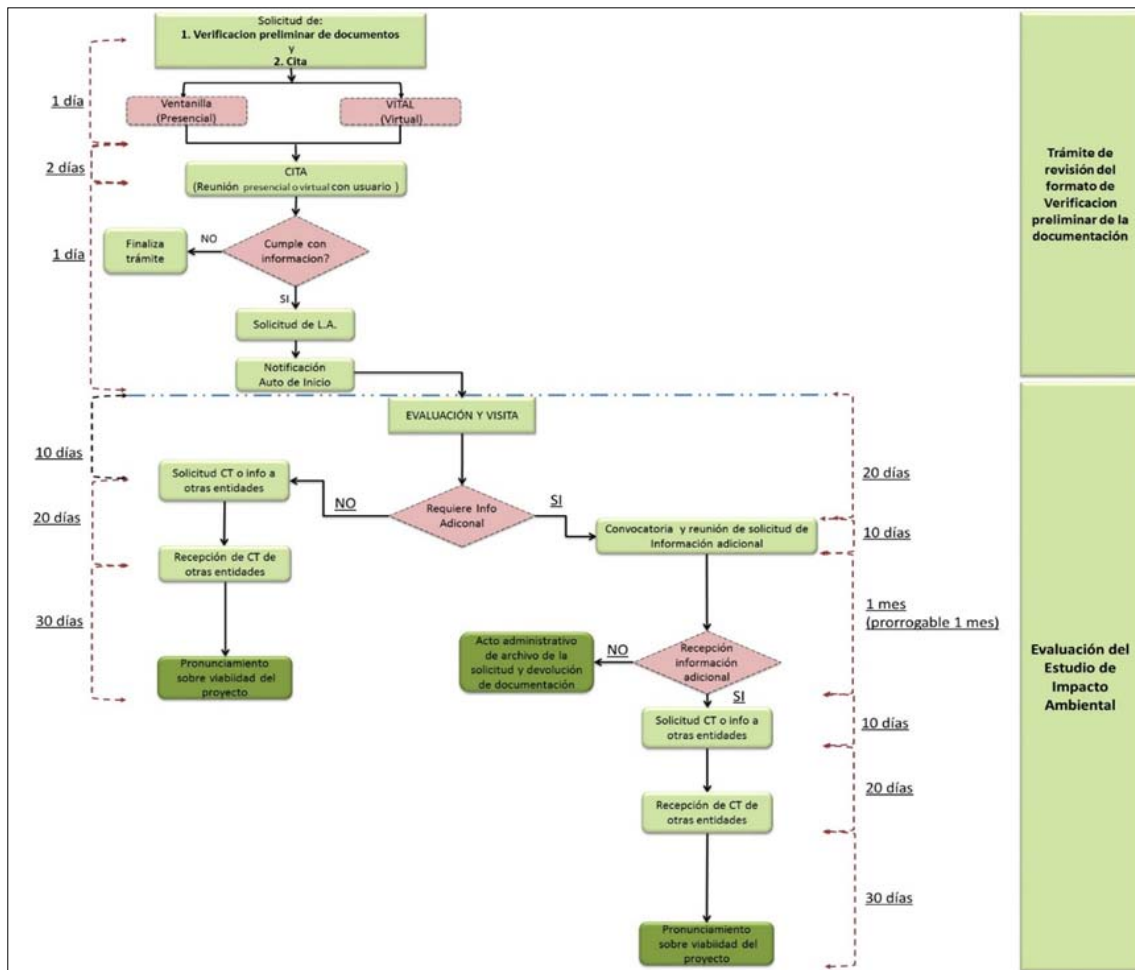 Solicitud de:
1. Verificacion preliminar de documentos
y
2. Cita
1 día
Ventanilla
(Presencial)
VITAL
(Virtual)
2 días
CITA
(Reunión presencial o virtual con usuario )
1 día
Finaliza
trámite
NO
Cumple con
informacion?
SI
Solicitud de L.A.
Notificación
Auto de Inicio
Trámite de
revisión del
formato de
Verificacion
preliminar de la
documentación
EVALUACIÓN Y VISITA
10 días
Solicitud CT o info a
otras entidades
NO
Requiere Info
Adiconal
SI
20 días
20 días
Convocatoria y reunión de solicitud de
Información adicional
10 días
Recepción de CT de
otras entidades
30 días
1 mes
(prorrogable 1 mes)
Pronunciamiento
sobre viabiidad del
proyecto
Acto administrativo
de archivo de la
solicitud y devolución
de documentación
NO
Recepción
información
adicional
SI
Solicitud CT o info a
otras entidades
10 días
20 días
Recepción de CT de
otras entidades
30 días
Pronunciamiento
sobre viabiidad del
proyecto
Evaluación del
Estudio de
Impacto
Ambiental